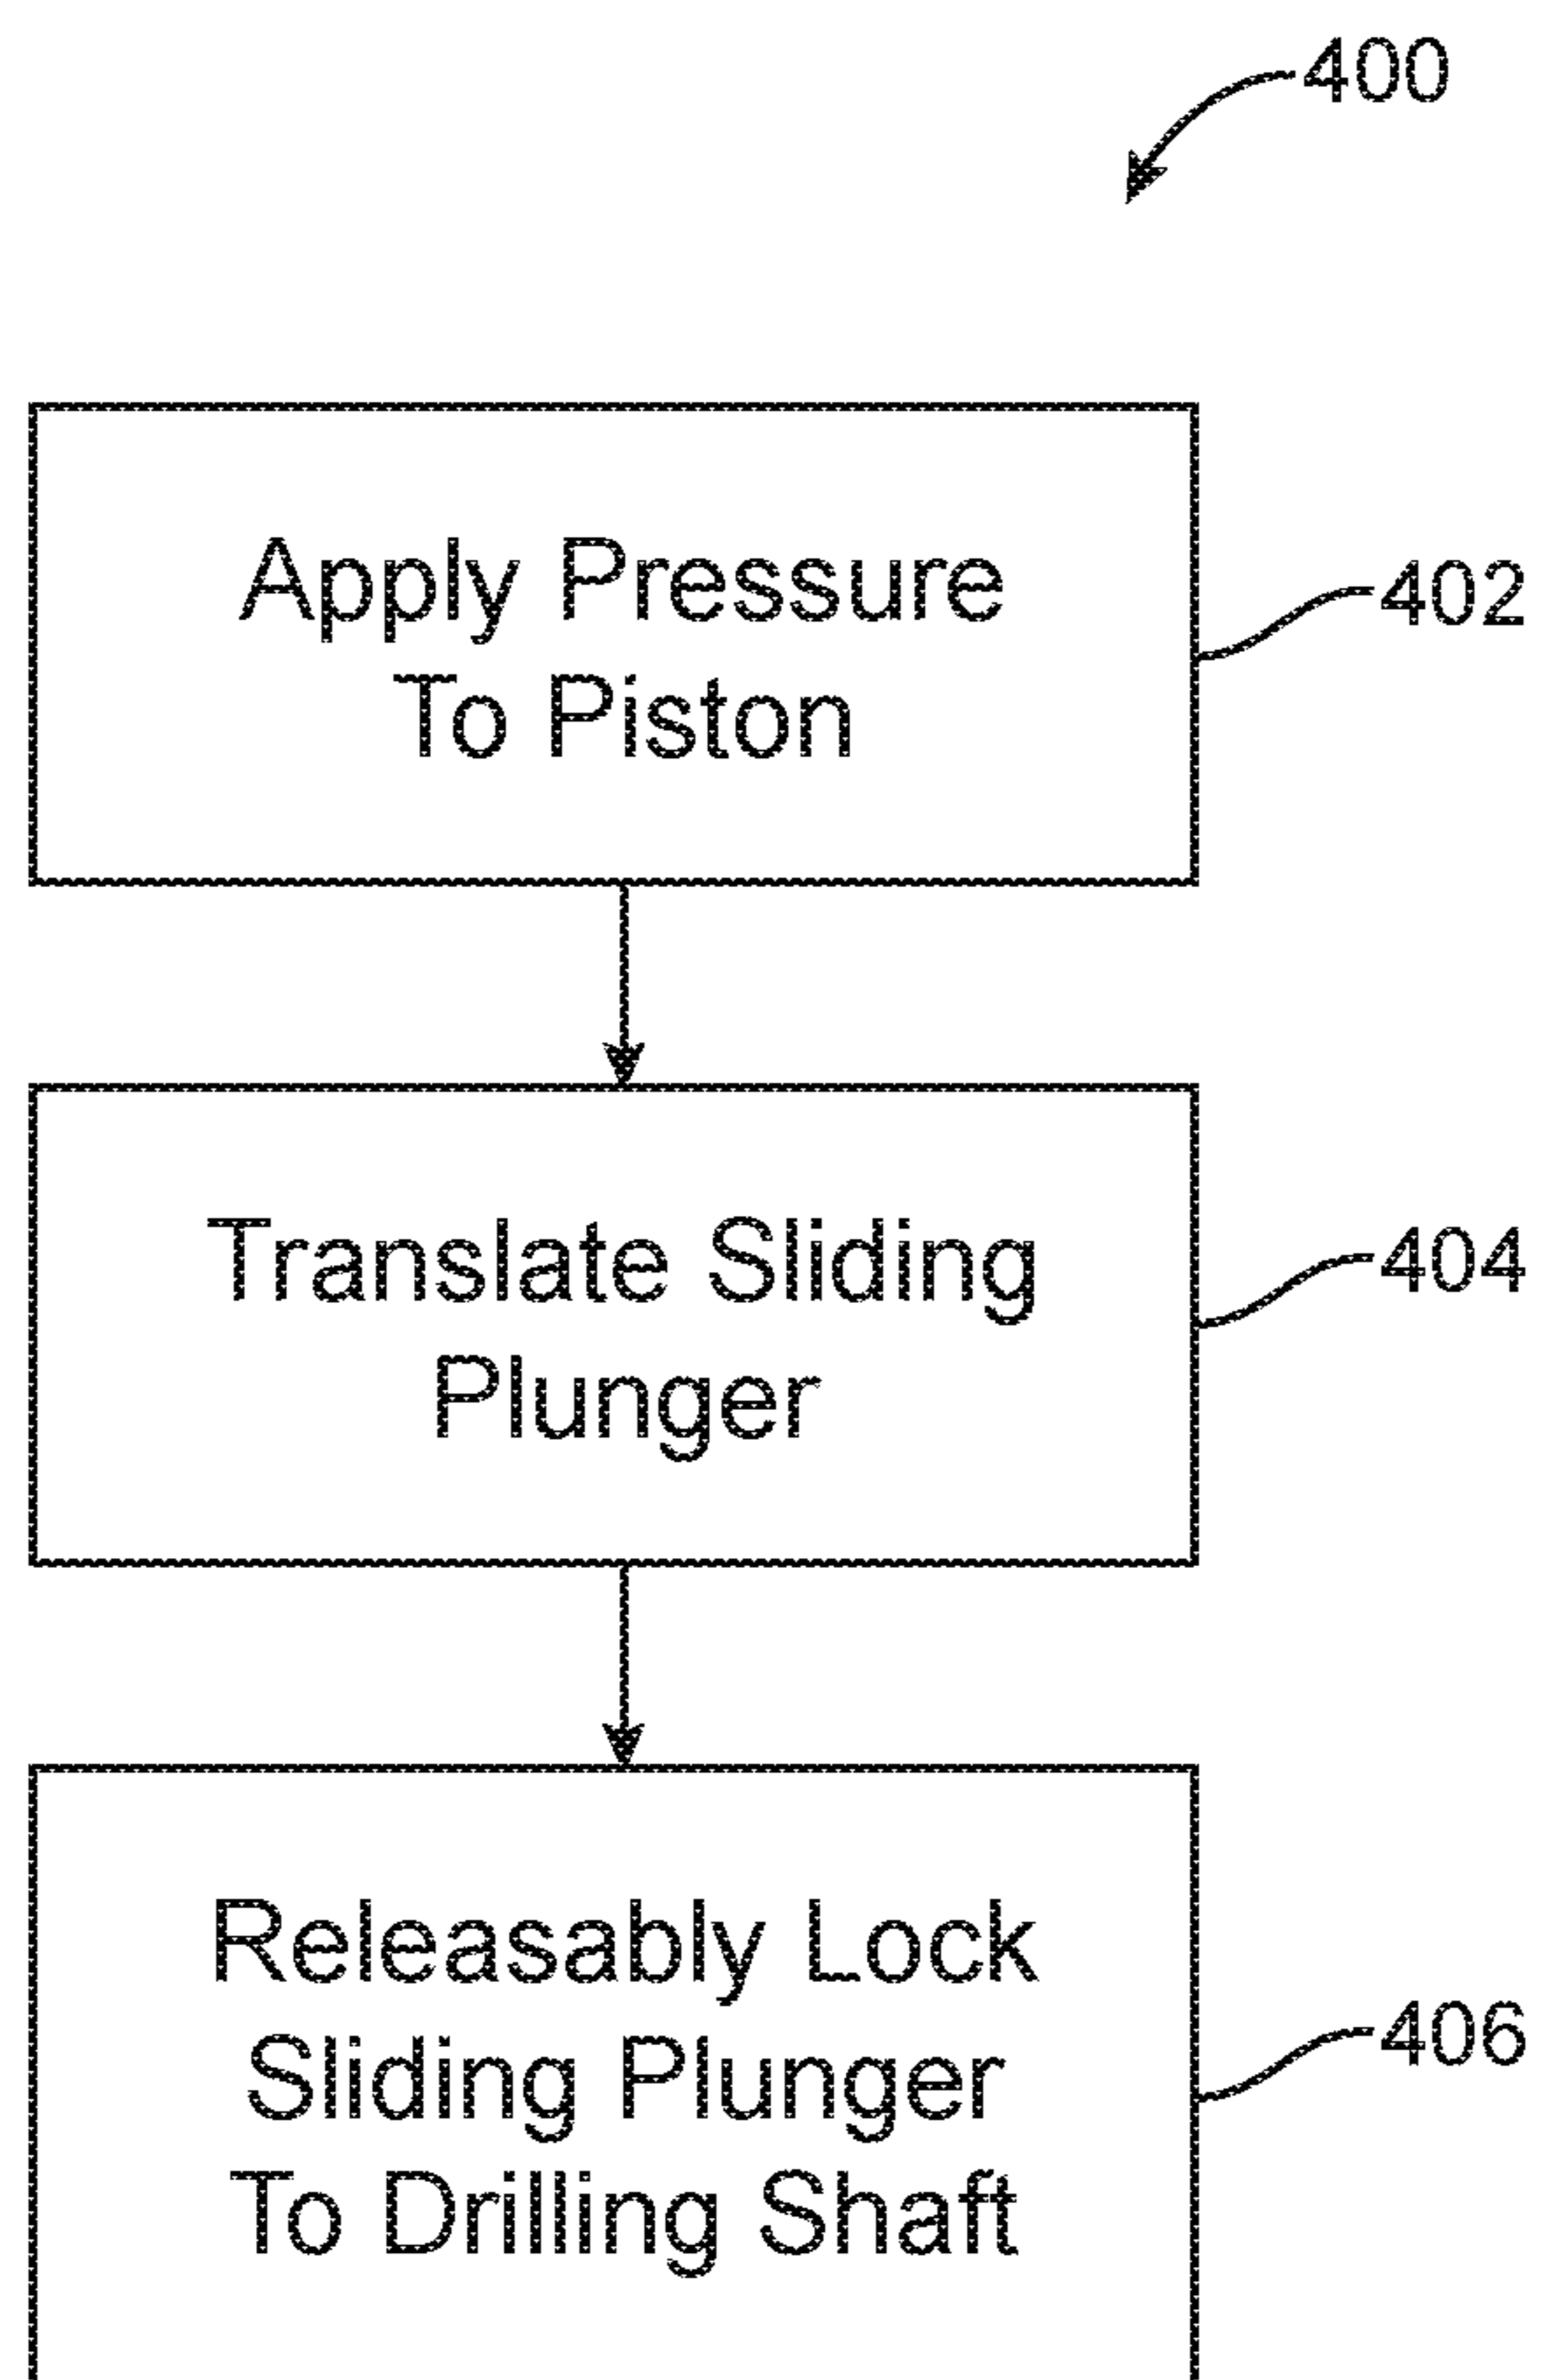 400
Apply Pressure
To Piston
402
Translate Sliding
Plunger
404
Releasably Lock
Sliding Plunger
To Drilling Shaft
406